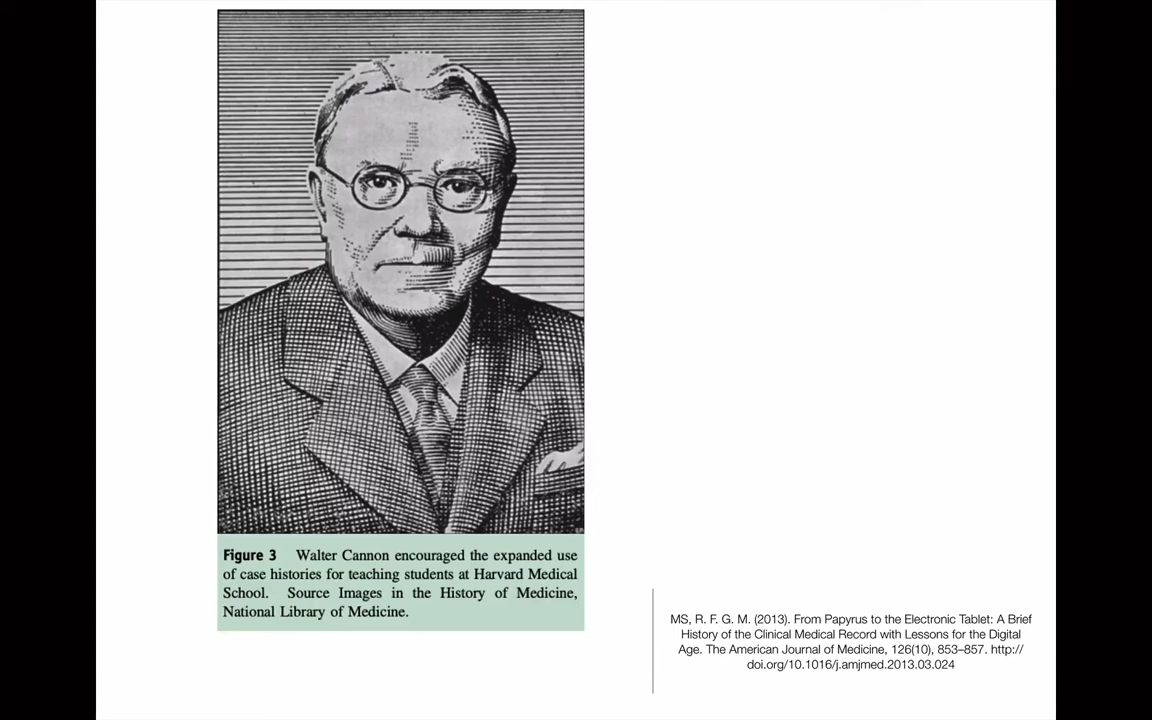 Figure 3 Walter Cannon encouraged the expanded use
of case histories for teaching students at Harvard Medical
School. Source Images in the History of Medicine,
National Library of Medicine.
MS, R. F. G. M. (2013). From Papyrus to the Electronic Tablet: A Brief
History of the Clinical Medical Record with Lessons for the Digital
Age. The American Journal of Medicine, 126(10), 853–857. http://
doi.org/10.1016/j.amjmed.2013.03.024